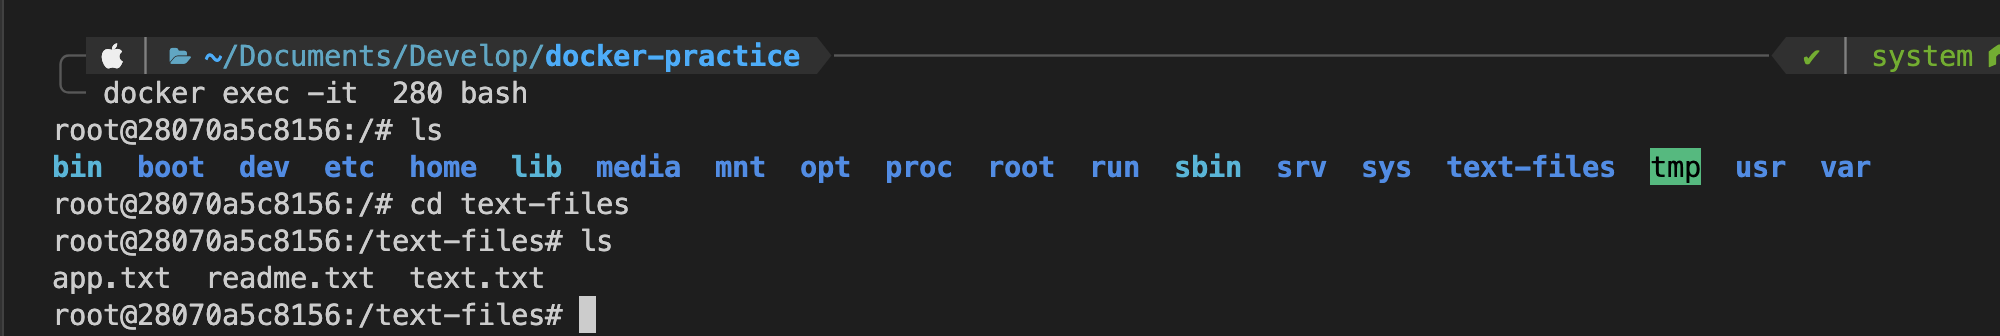 ~/Documents/Develop/docker-practice ✔ system
docker exec -it  280 bash
root@28070a5c8156:/# ls
bin  boot  dev  etc  home  lib  media  mnt  opt  proc  root  run  sbin  srv  sys  text-files  tmp  usr  var
root@28070a5c8156:/# cd text-files
root@28070a5c8156:/text-files# ls
app.txt  readme.txt  text.txt
root@28070a5c8156:/text-files#